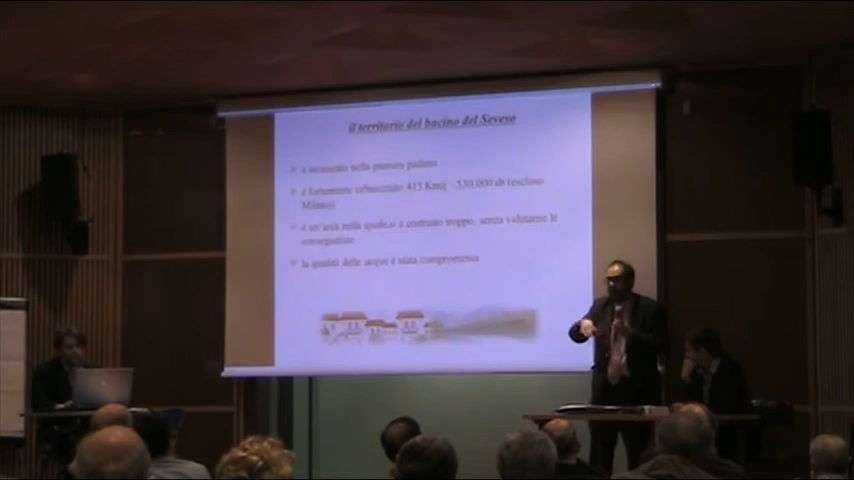 il territorio del bacino del Seveso
è incastrato nella pianura padana
è fortemente urbanizzato 415 Kmq - 530.000 ab (escluso
Milano)
è un'area nella quale si è costruito troppo, senza valutarne le
conseguenze
la qualità delle acque è stata compromessa